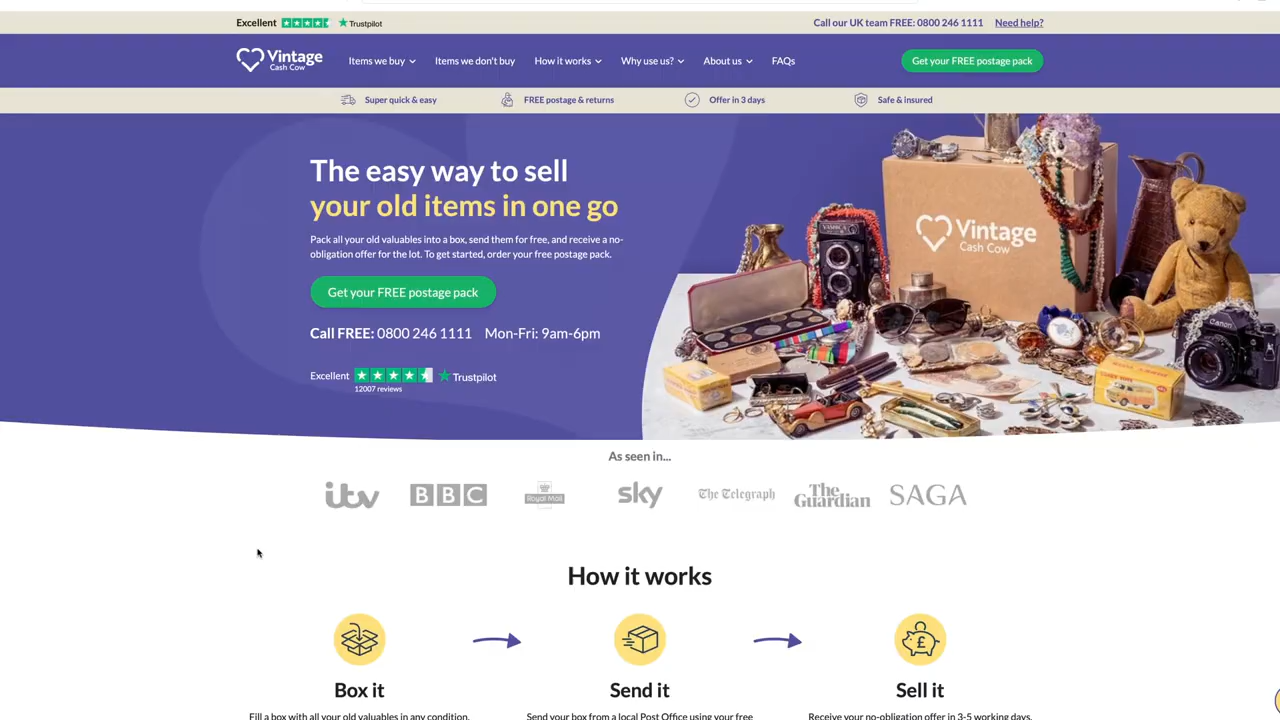 Excellent Trustpilot
Call our UK team FREE: 0800 246 1111 Need help?
Vintage
Cash Cow
Items we buy Items we don't buy How it works Why use us? About us FAQs
Get your FREE postage pack
Super quick & easy FREE postage & returns Offer in 3 days Safe & insured
The easy way to sell
your old items in one go
Pack all your old valuables into a box, send them for free, and receive a no-
obligation offer for the lot. To get started, order your free postage pack.
Get your FREE postage pack
Call FREE: 0800 246 1111 Mon-Fri: 9am-6pm
Excellent Trustpilot
12007 reviews
YASHICA
Vintage
Cash Cow
Canon
As seen in...
itv BBC Royal Mail sky The Telegraph The Guardian SAGA
How it works
£
Box it Send it Sell it
Fill a box with all your old valuables in any condition. Send your box from a local Post Office using your free Receive your no-obligation offer in 3-5 working days.